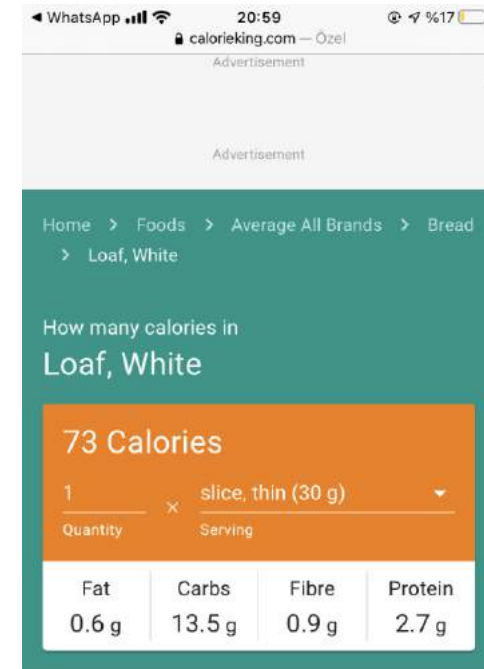 ◀ WhatsApp 20:59 %17
calorieking.com — Özel
Advertisement
Advertisement
Home > Foods > Average All Brands > Bread
> Loaf, White
How many calories in
Loaf, White
73 Calories
1 × slice, thin (30 g)
Quantity Serving
Fat Carbs Fibre Protein
0.6 g 13.5 g 0.9 g 2.7 g